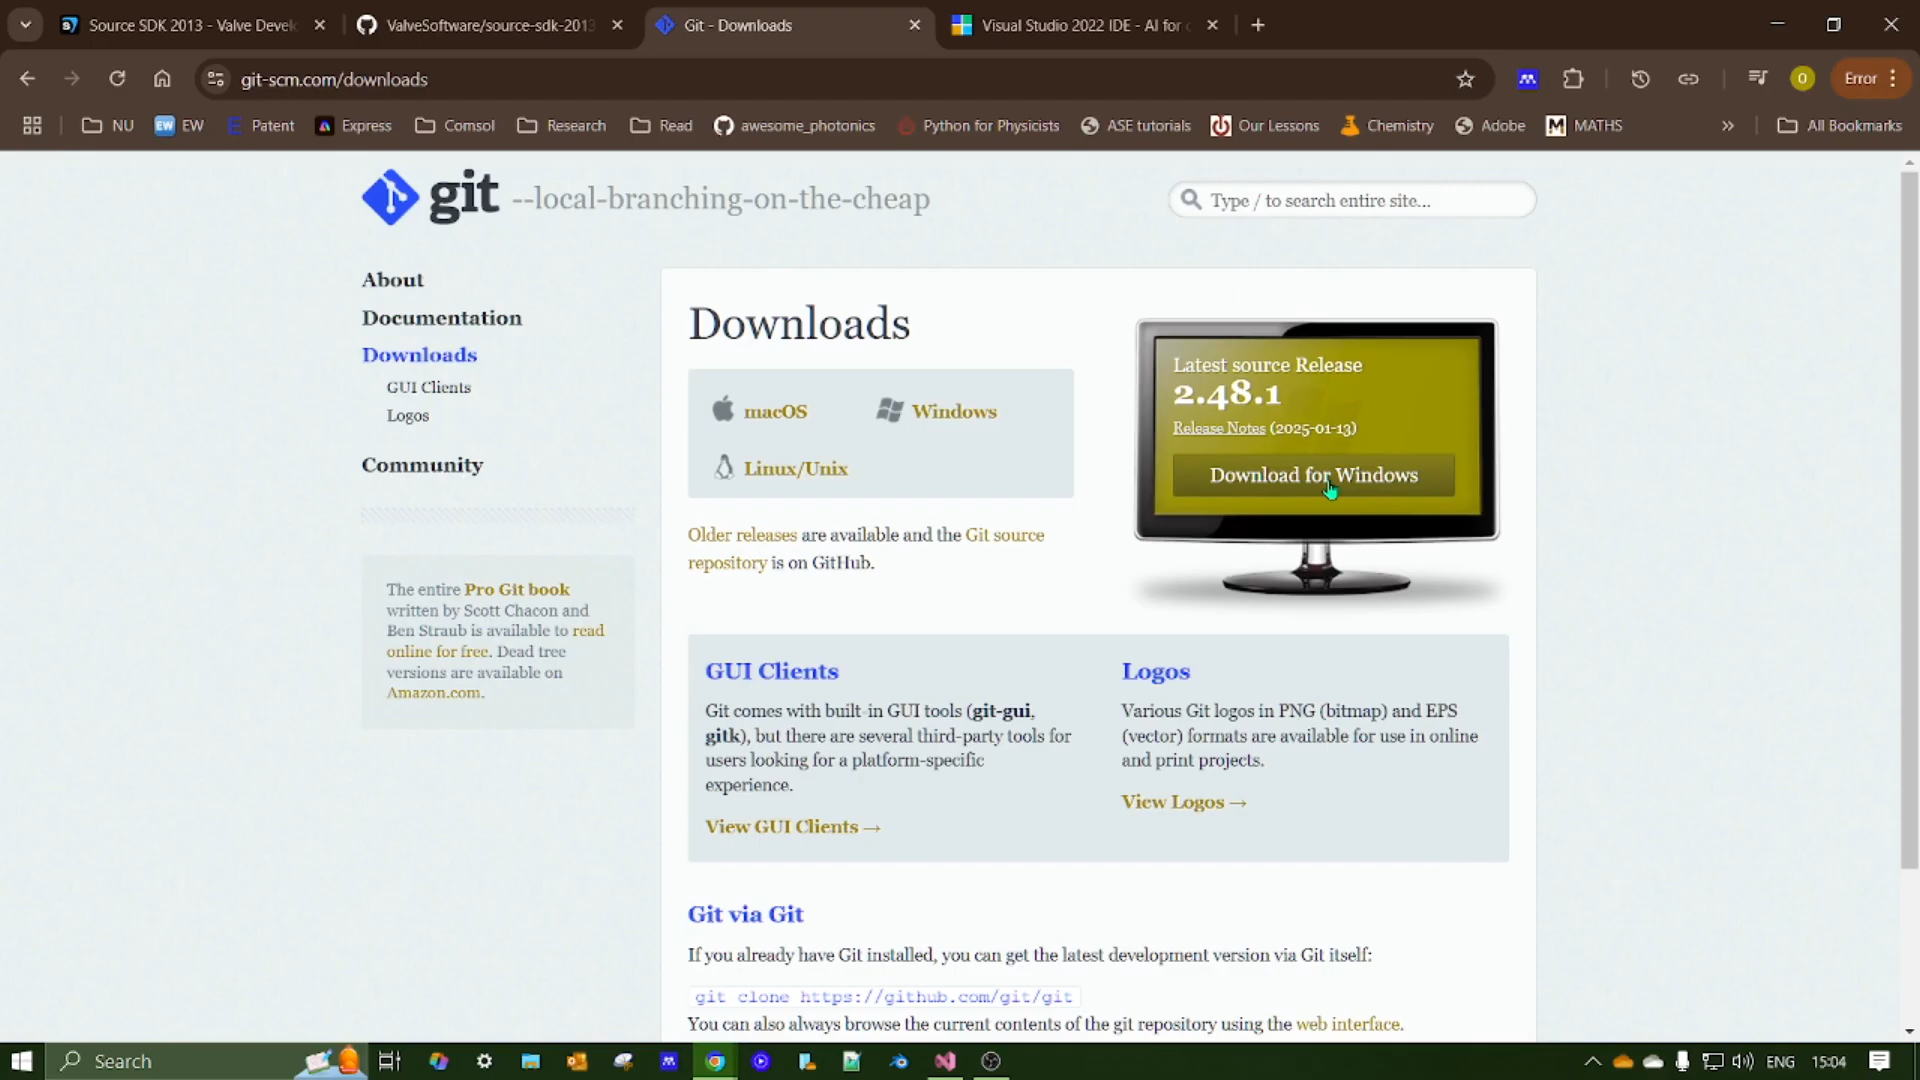 Source SDK 2013 - Valve Devel
ValveSoftware/source-sdk-2013
Git - Downloads
Visual Studio 2022 IDE - AI for c
git-scm.com/downloads
Error
NU
EW
EW
Patent
Express
Comsol
Research
Read
awesome_photonics
Python for Physicists
ASE tutorials
Our Lessons
Chemistry
Adobe
MATHS
All Bookmarks
git --local-branching-on-the-cheap
Type / to search entire site...
About
Documentation
Downloads
GUI Clients
Logos
Community
The entire Pro Git book
written by Scott Chacon and
Ben Straub is available to read
online for free. Dead tree
versions are available on
Amazon.com.
Downloads
macOS
Windows
Linux/Unix
Older releases are available and the Git source
repository is on GitHub.
Latest source Release
2.48.1
Release Notes (2025-01-13)
Download for Windows
GUI Clients
Git comes with built-in GUI tools (git-gui,
gitk), but there are several third-party tools for
users looking for a platform-specific
experience.
View GUI Clients →
Logos
Various Git logos in PNG (bitmap) and EPS
(vector) formats are available for use in online
and print projects.
View Logos →
Git via Git
If you already have Git installed, you can get the latest development version via Git itself:
git clone https://github.com/git/git
You can also always browse the current contents of the git repository using the web interface.
Search
ENG
15:04